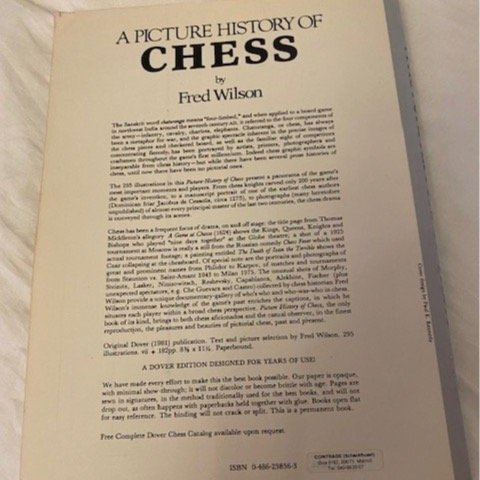 A PICTURE HISTORY OF
CHESS
by
Fred Wilson
The Sanskrit word chaturanga means "four-limbed," and when applied to a board game
in northwest India around the seventh century AD, it referred to the four components of
the army—infantry, cavalry, chariots, elephants. Chaturanga, or chess, has always
been a metaphor for war, and the graphic spectacle inherent in the precise images of
the chess pieces and checkered board, as well as the familiar sight of competitors
concentrating fiercely, has been portrayed by artists, printers, photographers and
craftsmen throughout the game's first millennium. Indeed chess graphic symbols are
inseparable from chess history—but while there have been several prose histories of
chess, until now there have been no pictorial ones.
The 295 illustrations in this Picture History of Chess present a panorama of the game's
most important moments and players. From chess knights carved only 200 years after
the game's invention, to a manuscript portrait of one of the earliest chess authors
(Dominican friar Jacobus de Cessolis, circa 1275), to photographs (many heretofore
unpublished) of almost every principal master of the last two centuries, the chess drama
is conveyed through its scenes.
Chess has been a frequent focus of drama, on and off stage: the title page from Thomas
Middleton's allegory A Game at Chesse (1624) shows the Kings, Queens, Knights and
Bishops who played "nine days together" at the Globe theatre; a shot of a 1925
tournament at Moscow is really a still from the Russian comedy Chess Fever which used
actual tournament footage; a painting entitled The Death of Ivan the Terrible shows the
Czar collapsing at the chessboard. Of special note are the portraits and photographs of
great and prominent masters from Philidor to Karpov, of matches and tournaments
from Staunton vs. Saint-Amant 1843 to Milan 1975. The unusual shots of Morphy,
Steinitz, Lasker, Nimzowitsch, Reshevsky, Capablanca, Alekhine, Fischer (plus
unexpected spectators, e.g. Che Guevara and Castro) collected by chess historian Fred
Wilson provide a unique documentary-gallery of who's who and who-was-who in chess.
Wilson's immense knowledge of the game's past enriches the captions, in which he
situates each player within a broad chess perspective. Picture History of Chess, the only
book of its kind, brings to both chess aficionados and the casual observer, in the finest
reproduction, the pleasures and beauties of pictorial chess, past and present.
Original Dover (1981) publication. Text and picture selection by Fred Wilson. 295
illustrations. vii + 182pp. 8⅜ x 11¼. Paperbound.
A DOVER EDITION DESIGNED FOR YEARS OF USE!
We have made every effort to make this the best book possible. Our paper is opaque,
with minimal show-through; it will not discolor or become brittle with age. Pages are
sewn in signatures, in the method traditionally used for the best books, and will not
drop out, as often happens with paperbacks held together with glue. Books open flat
for easy reference. The binding will not crack or split. This is a permanent book.
Free Complete Dover Chess Catalog available upon request.
ISBN 0-486-23856-3